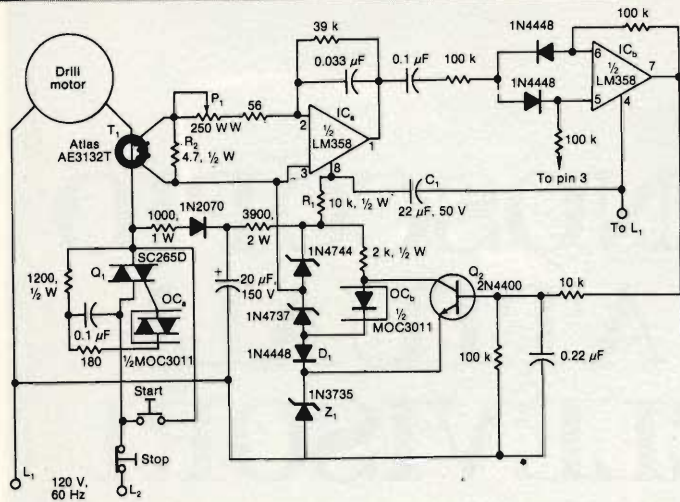 Drill
motor
T₁
Atlas
AE3132T
P₁
250 WW
56
R₂
4.7, ½ W
39 k
0.033 µF
2
3
ICₐ
½
LM358
1
8
0.1 µF
100 k
1N4448
1N4448
100 k
6
5
IC_b
½
LM358
7
4
100 k
To pin 3
To L₁
C₁
22 µF, 50 V
R₁
10 k, ½ W
1000,
1 W
1N2070
3900,
2 W
SC265D
Q₁
1200,
½ W
0.1 µF
180
OCₐ
½MOC3011
+
20 µF,
150 V
1N4744
1N4737
1N4448
D₁
1N3735
Z₁
2 k, ½ W
OC_b
½
MOC3011
Q₂
2N4400
10 k
100 k
0.22 µF
Start
Stop
L₁
120 V,
60 Hz
L₂